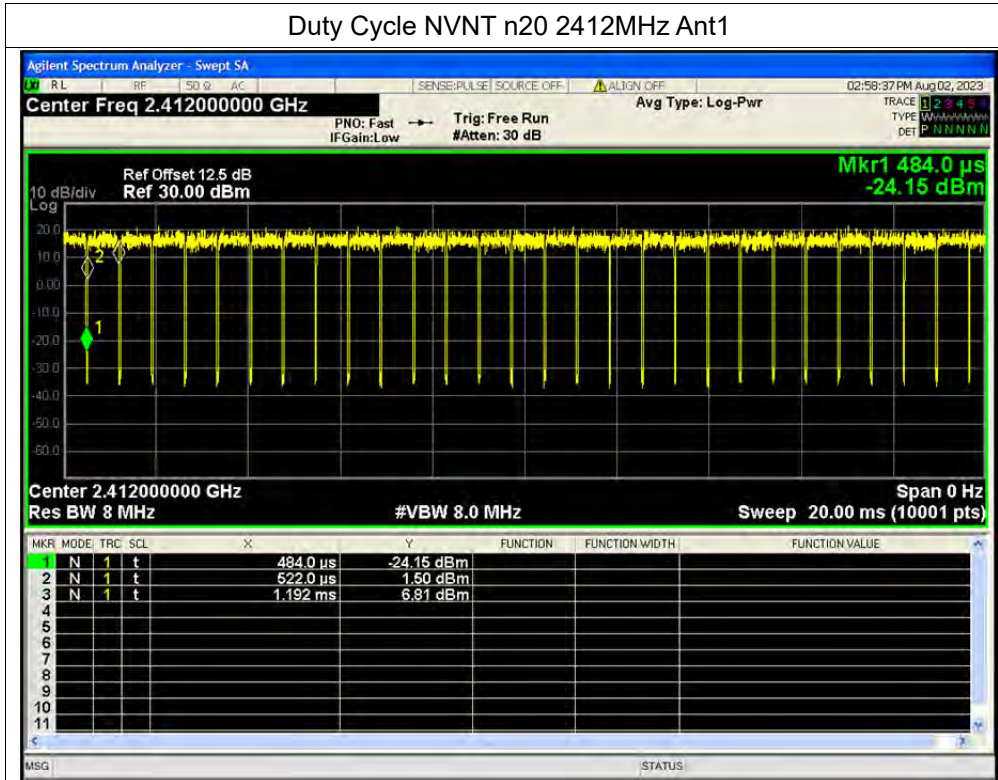 Duty Cycle NVNT n20 2412MHz Ant1
Agilent Spectrum Analyzer - Swept SA
RL RF 50 Ω AC SENSE:PULSE SOURCE OFF ALIGN OFF 02:58:37 PM Aug 02, 2023
Center Freq 2.412000000 GHz Avg Type: Log-Pwr TRACE 1 2 3 4 5 6
PNO: Fast Trig: Free Run TYPE W
IFGain:Low #Atten: 30 dB DET P N N N N N
Mkr1 484.0 µs
Ref Offset 12.5 dB
10 dB/div Ref 30.00 dBm -24.15 dBm
Log
20.0
10.0
0.00
-10.0
-20.0
-30.0
-40.0
-50.0
-60.0
2
1
Center 2.412000000 GHz Span 0 Hz
Res BW 8 MHz #VBW 8.0 MHz Sweep 20.00 ms (10001 pts)
MKR MODE TRC SCL X Y FUNCTION FUNCTION WIDTH FUNCTION VALUE
1 N 1 t 484.0 µs -24.15 dBm
2 N 1 t 522.0 µs 1.50 dBm
3 N 1 t 1.192 ms 6.81 dBm
4
5
6
7
8
9
10
11
MSG STATUS